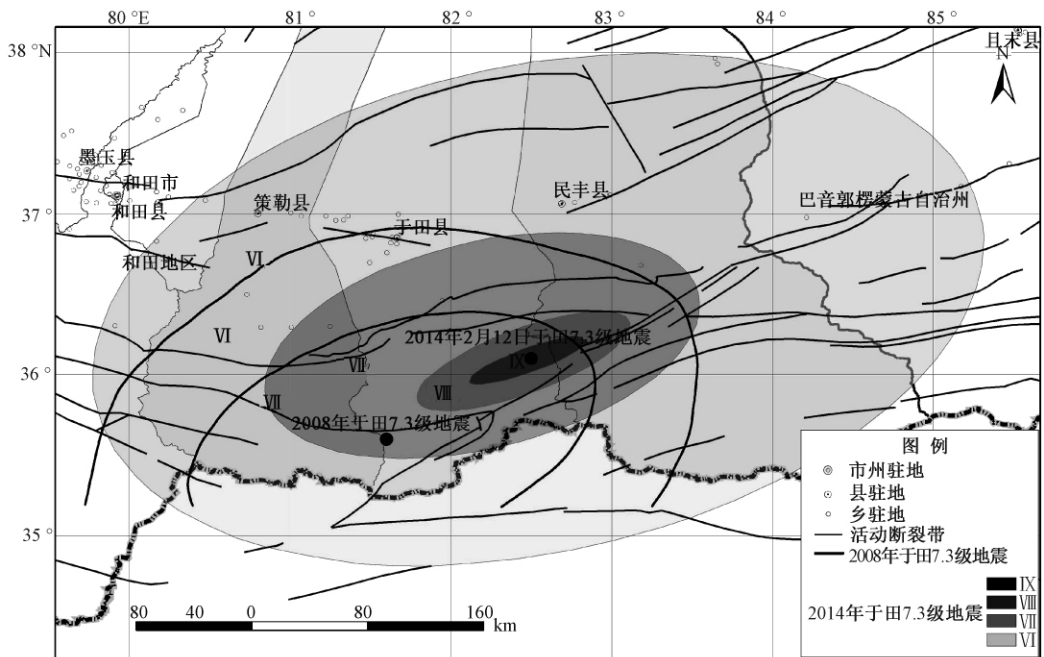 80 °E
81 °
82 °
83 °
84 °
85 °
38 °N
且末县
N
墨玉县
和田市
和田县
策勒县
于田县
民丰县
巴音郭楞蒙古自治州
37 °
和田地区
Ⅵ
Ⅵ
2014年2月12日于田7.3级地震
Ⅸ
Ⅶ
36 °
Ⅷ
Ⅶ
2008年于田7.3级地震
35 °
图 例
市州驻地
县驻地
乡驻地
活动断裂带
2008年于田7.3级地震
2014年于田7.3级地震
Ⅸ
Ⅷ
Ⅶ
Ⅵ
80 40 0 80 160
km